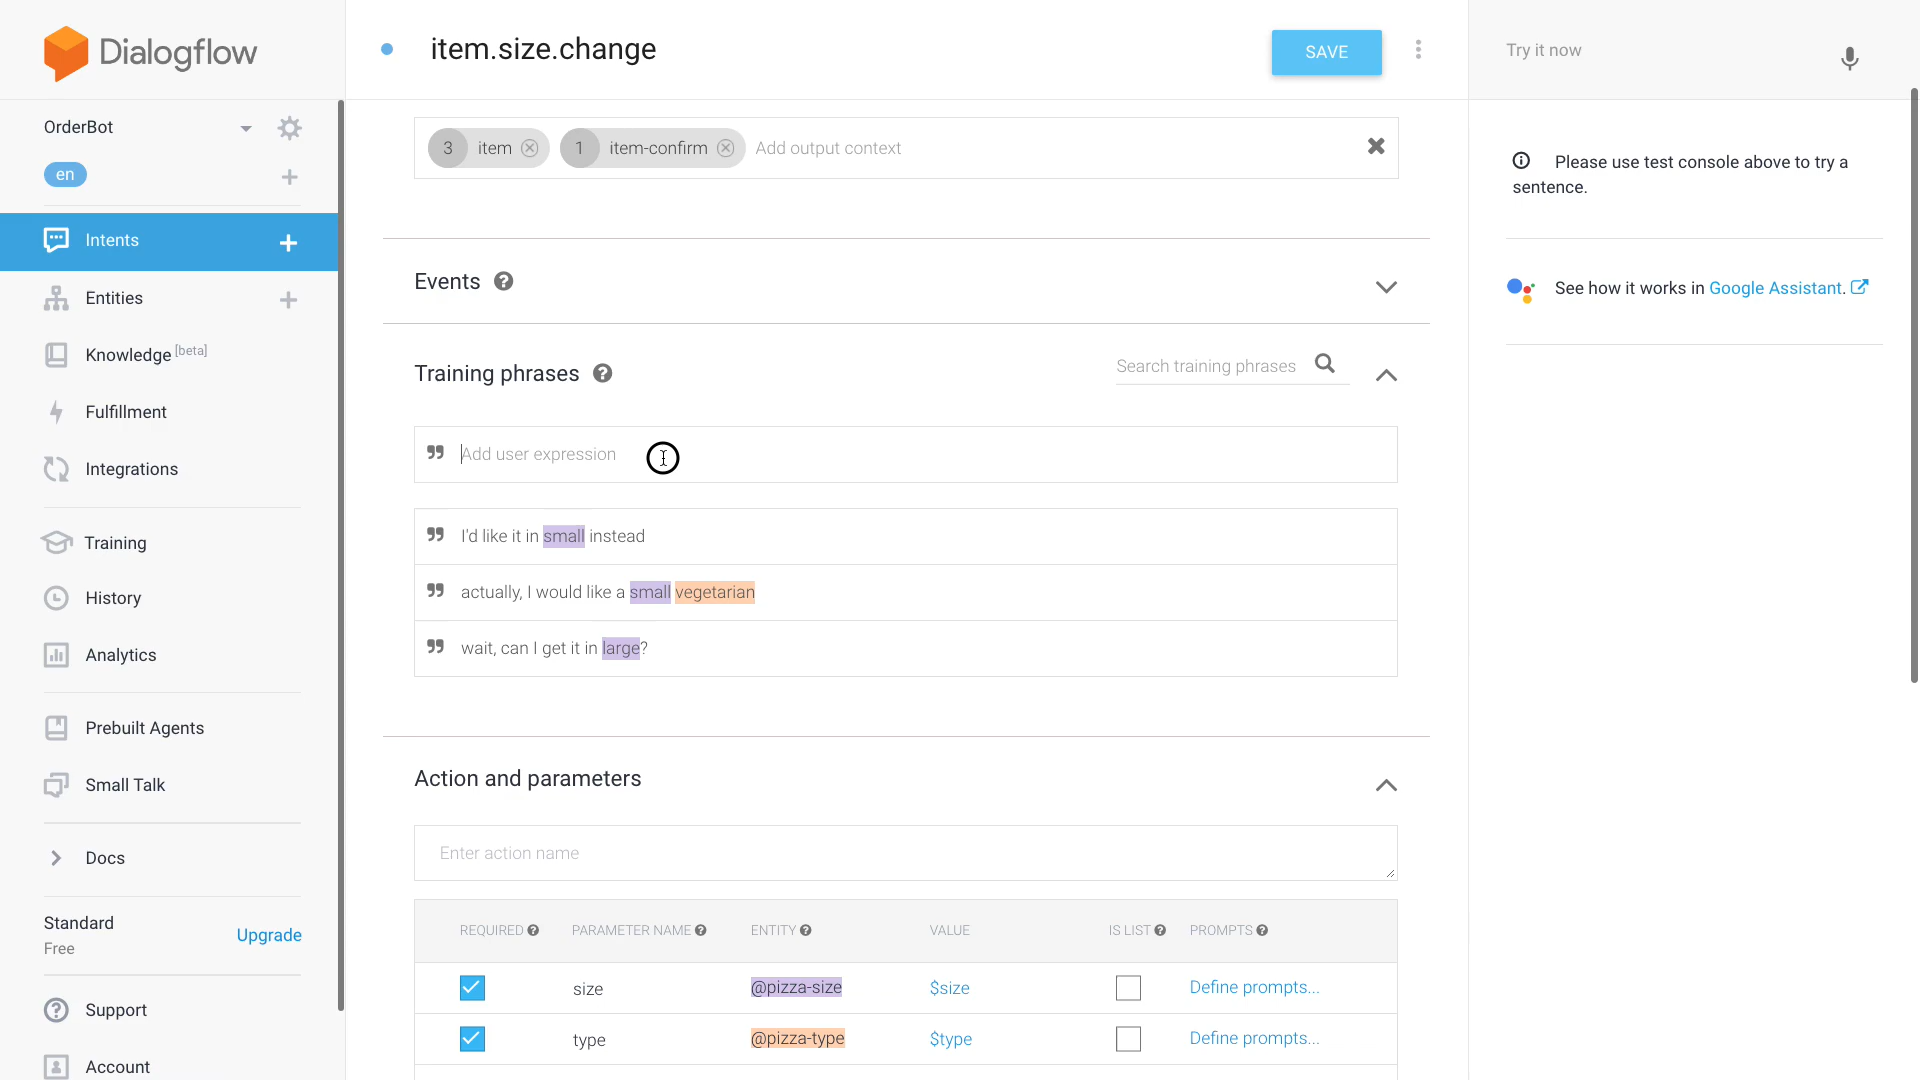 Dialogflow
OrderBot
en
Intents
Entities
Knowledge [beta]
Fulfillment
Integrations
Training
History
Analytics
Prebuilt Agents
Small Talk
Docs
Standard
Free
Upgrade
Support
Account
item.size.change
SAVE
3 item
1 item-confirm
Add output context
Events
Training phrases
Search training phrases
Add user expression
I'd like it in small instead
actually, I would like a small vegetarian
wait, can I get it in large?
Action and parameters
Enter action name
REQUIRED PARAMETER NAME ENTITY VALUE IS LIST PROMPTS
size @pizza-size $size Define prompts...
type @pizza-type $type Define prompts...
Try it now
Please use test console above to try a
sentence.
See how it works in Google Assistant.